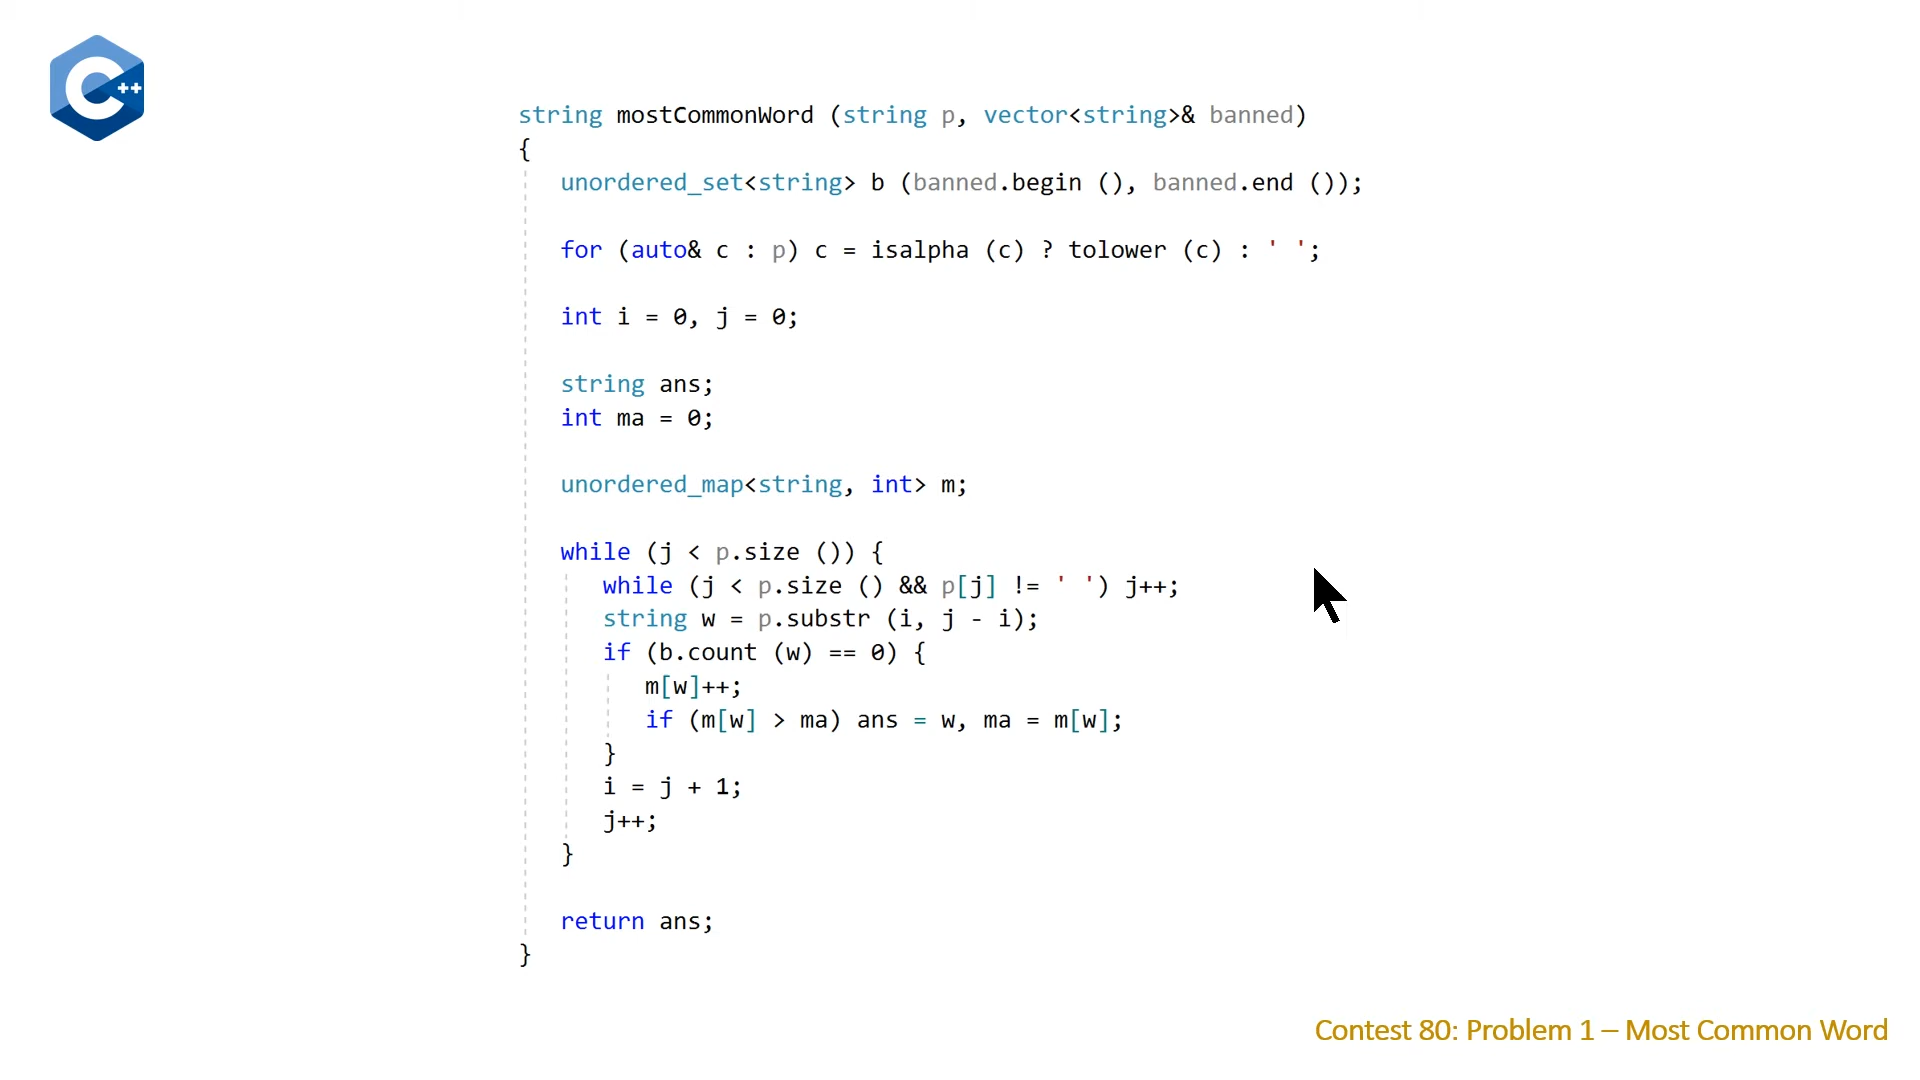 C++
string mostCommonWord (string p, vector<string>& banned)
{
unordered_set<string> b (banned.begin (), banned.end ());
for (auto& c : p) c = isalpha (c) ? tolower (c) : ' ';
int i = 0, j = 0;
string ans;
int ma = 0;
unordered_map<string, int> m;
while (j < p.size ()) {
while (j < p.size () && p[j] != ' ') j++;
string w = p.substr (i, j - i);
if (b.count (w) == 0) {
m[w]++;
if (m[w] > ma) ans = w, ma = m[w];
}
i = j + 1;
j++;
}
return ans;
}
Contest 80: Problem 1 – Most Common Word